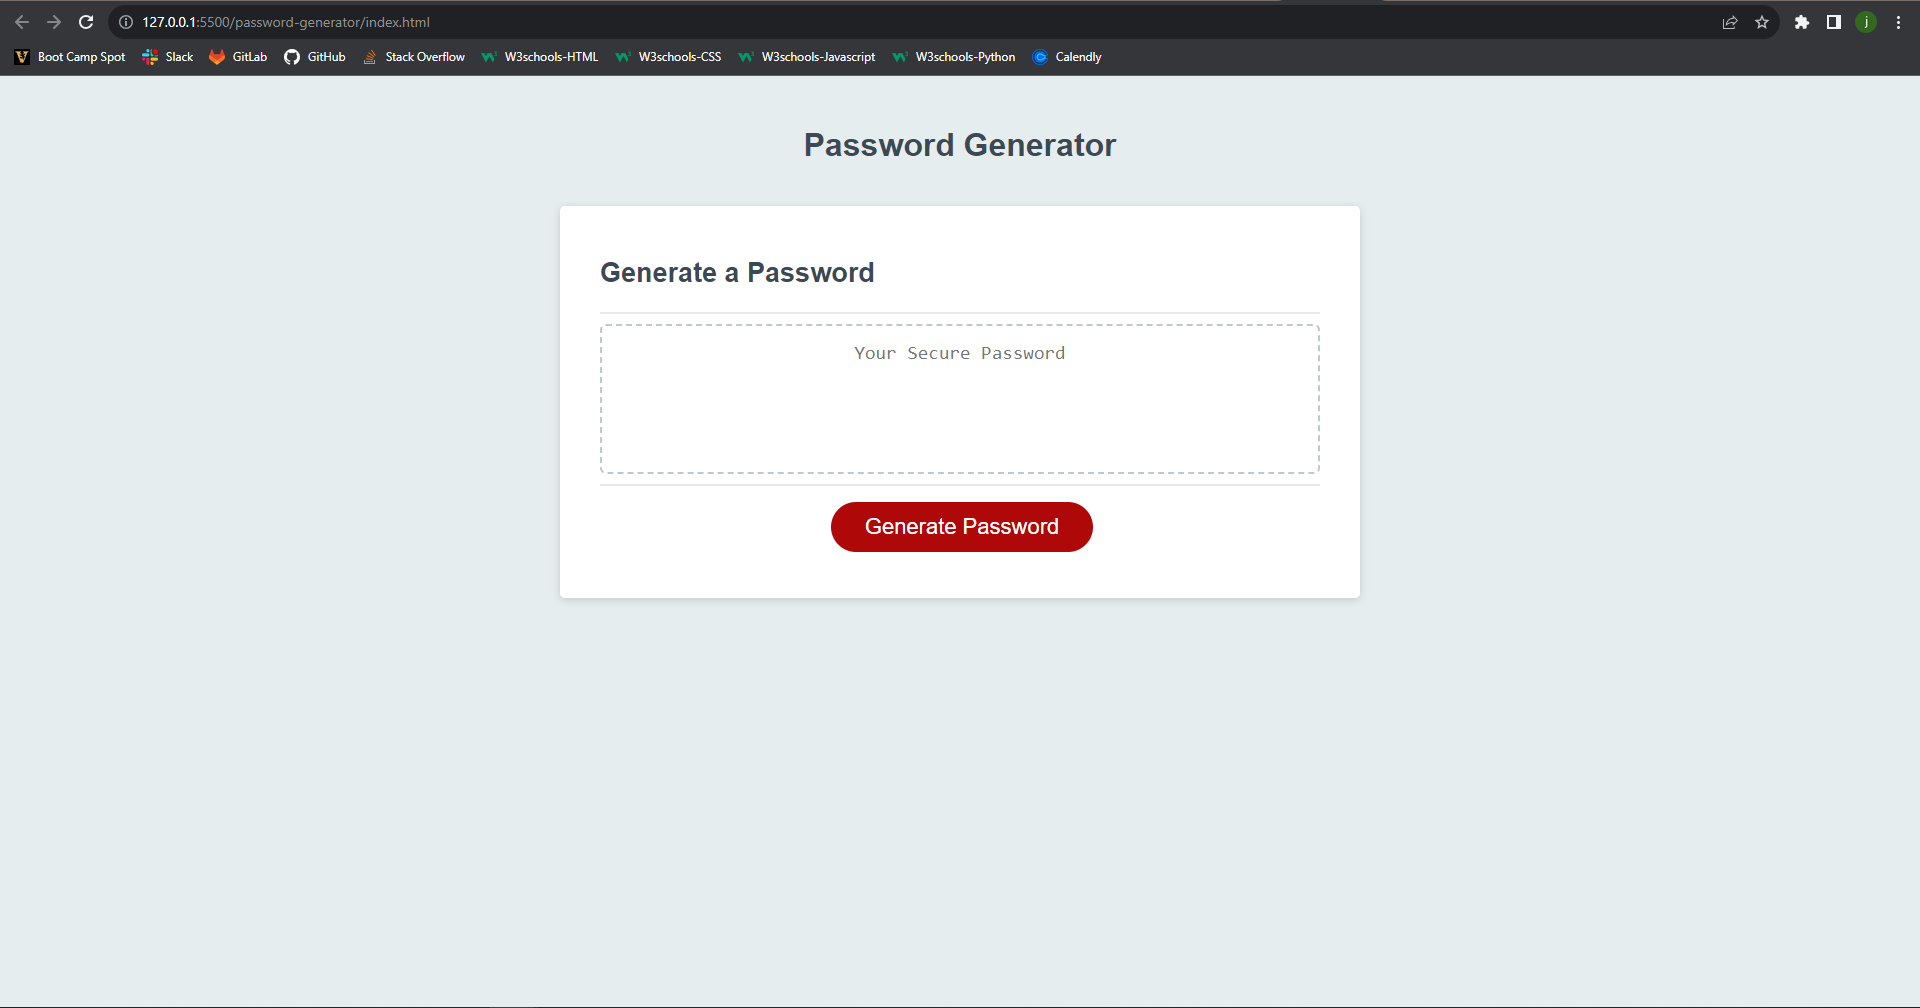 127.0.0.1:5500/password-generator/index.html
j
Boot Camp Spot Slack GitLab GitHub Stack Overflow W3schools-HTML W3schools-CSS W3schools-Javascript W3schools-Python Calendly
Password Generator
Generate a Password
Your Secure Password
Generate Password